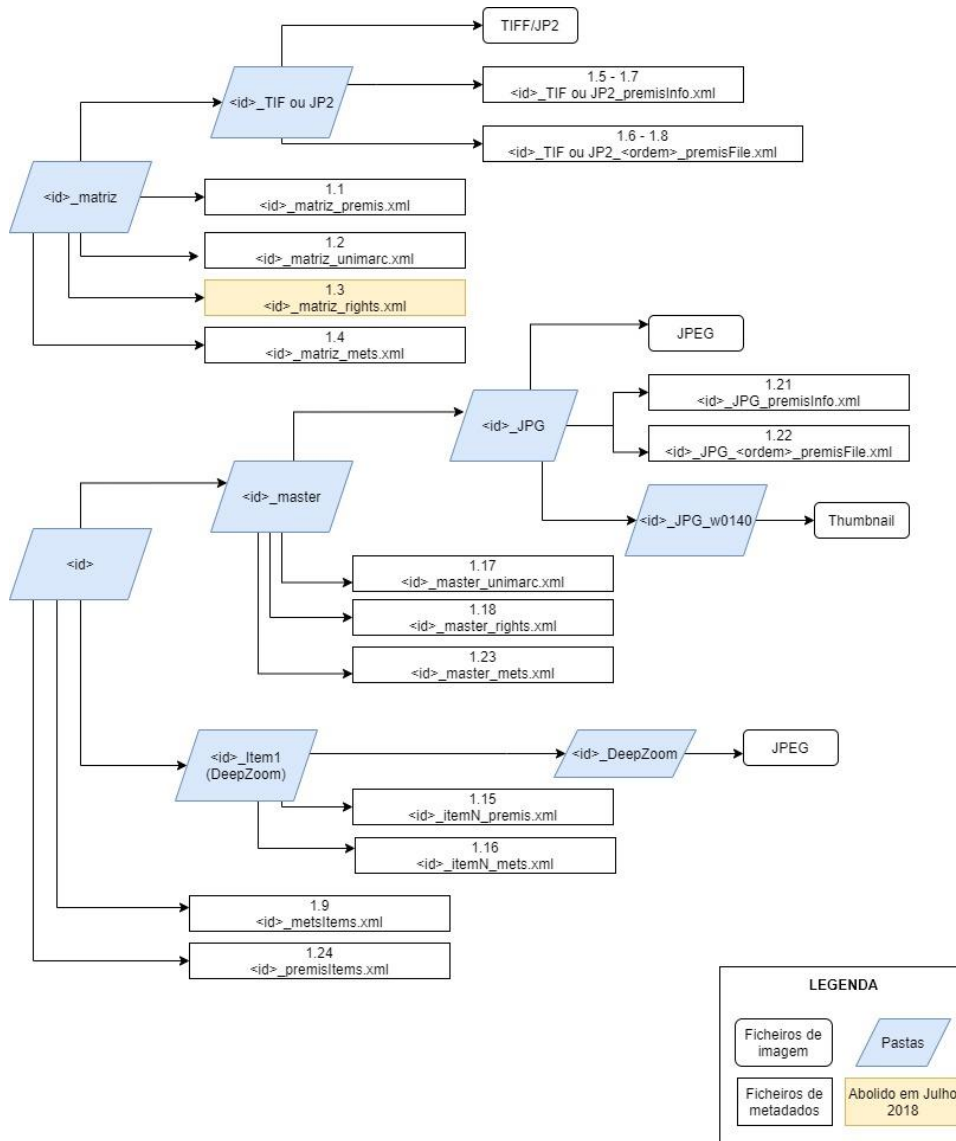 TIFF/JP2
<id>_TIF ou JP2
1.5 - 1.7
<id>_TIF ou JP2_premisInfo.xml
1.6 - 1.8
<id>_TIF ou JP2_<ordem>_premisFile.xml
<id>_matriz
1.1
<id>_matriz_premis.xml
1.2
<id>_matriz_unimarc.xml
1.3
<id>_matriz_rights.xml
1.4
<id>_matriz_mets.xml
JPEG
<id>_JPG
1.21
<id>_JPG_premisInfo.xml
1.22
<id>_JPG_<ordem>_premisFile.xml
<id>_master
<id>_JPG_w0140
Thumbnail
<id>
1.17
<id>_master_unimarc.xml
1.18
<id>_master_rights.xml
1.23
<id>_master_mets.xml
<id>_Item1
(DeepZoom)
<id>_DeepZoom
JPEG
1.15
<id>_itemN_premis.xml
1.16
<id>_itemN_mets.xml
1.9
<id>_metsItems.xml
1.24
<id>_premisItems.xml
LEGENDA
Ficheiros de
imagem
Pastas
Ficheiros de
metadados
Abolido em Julho
2018